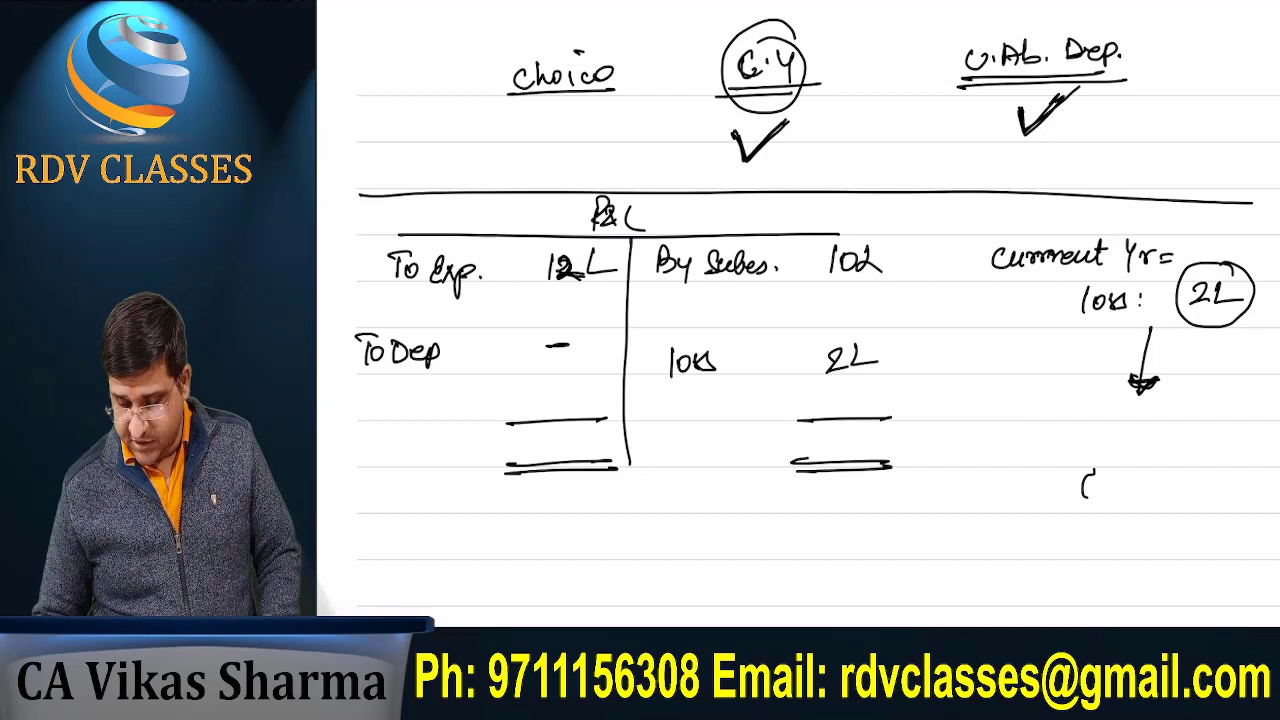 choice C.Y U.Ab. Dep.
RDV CLASSES
P&L
To Exp. 12L By Subs. 10L Current Yr=
loss: 2L
To Dep - loss 2L
(
CA Vikas Sharma
Ph: 9711156308 Email: rdvclasses@gmail.com